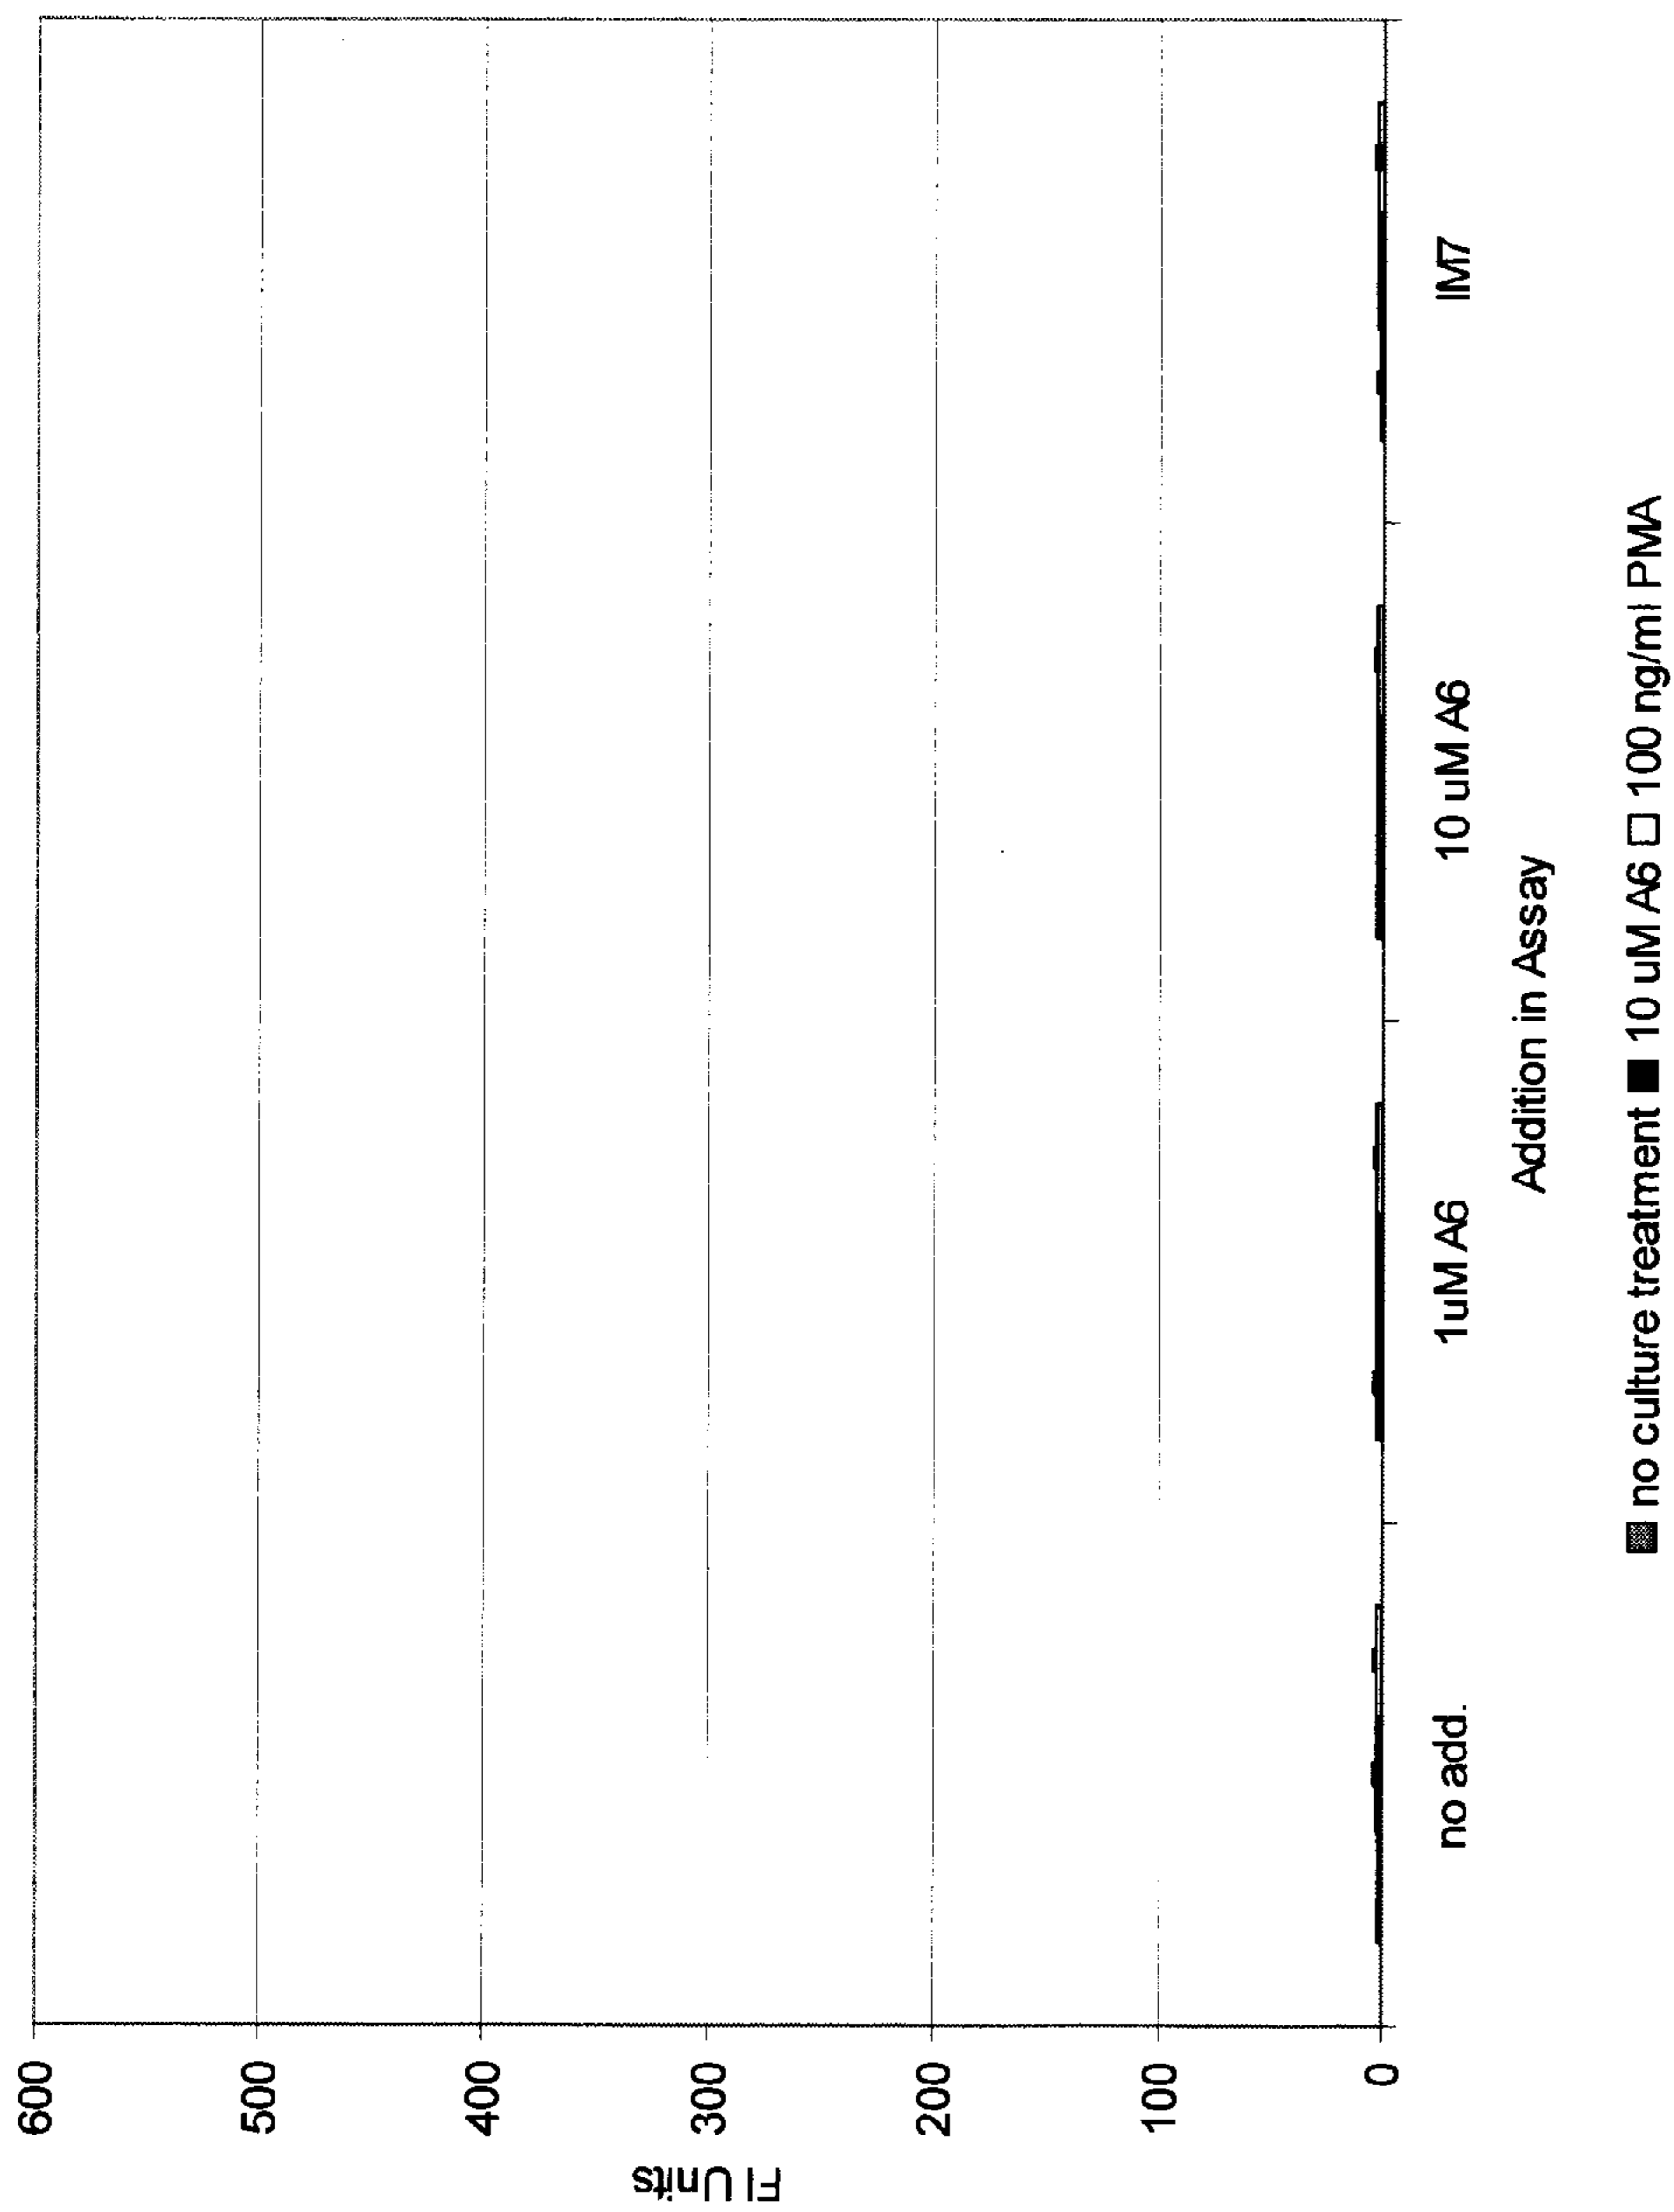 600
500
400
300
200
100
0
Fl Units
no add.
1uM A6
10 uM A6
IM7
Addition in Assay
no culture treatment
10 uM A6
100 ng/ml PMA